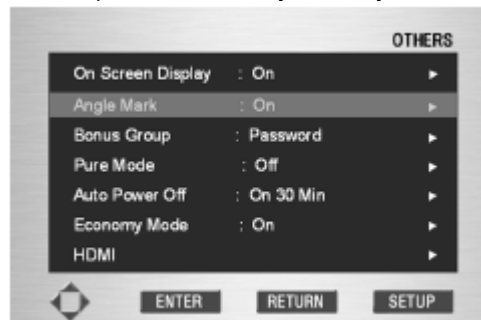 OTHERS
On Screen Display : On ►
Angle Mark : On ►
Bonus Group : Password ►
Pure Mode : Off ►
Auto Power Off : On 30 Min ►
Economy Mode : On ►
HDMI ►
ENTER RETURN SETUP